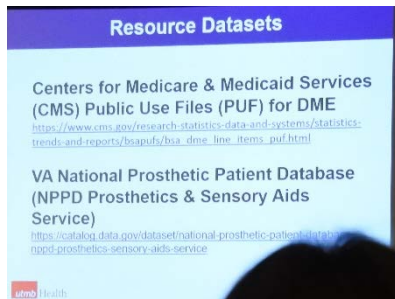 Resource Datasets
Centers for Medicare & Medicaid Services
(CMS) Public Use Files (PUF) for DME
https://www.cms.gov/research-statistics-data-and-systems/statistics-
trends-and-reports/bsapufs/bsa_dme_line_items_puf.html
VA National Prosthetic Patient Database
(NPPD Prosthetics & Sensory Aids
Service)
https://catalog.data.gov/dataset/national-prosthetic-patient-database-
nppd-prosthetics-sensory-aids-service
utmb Health